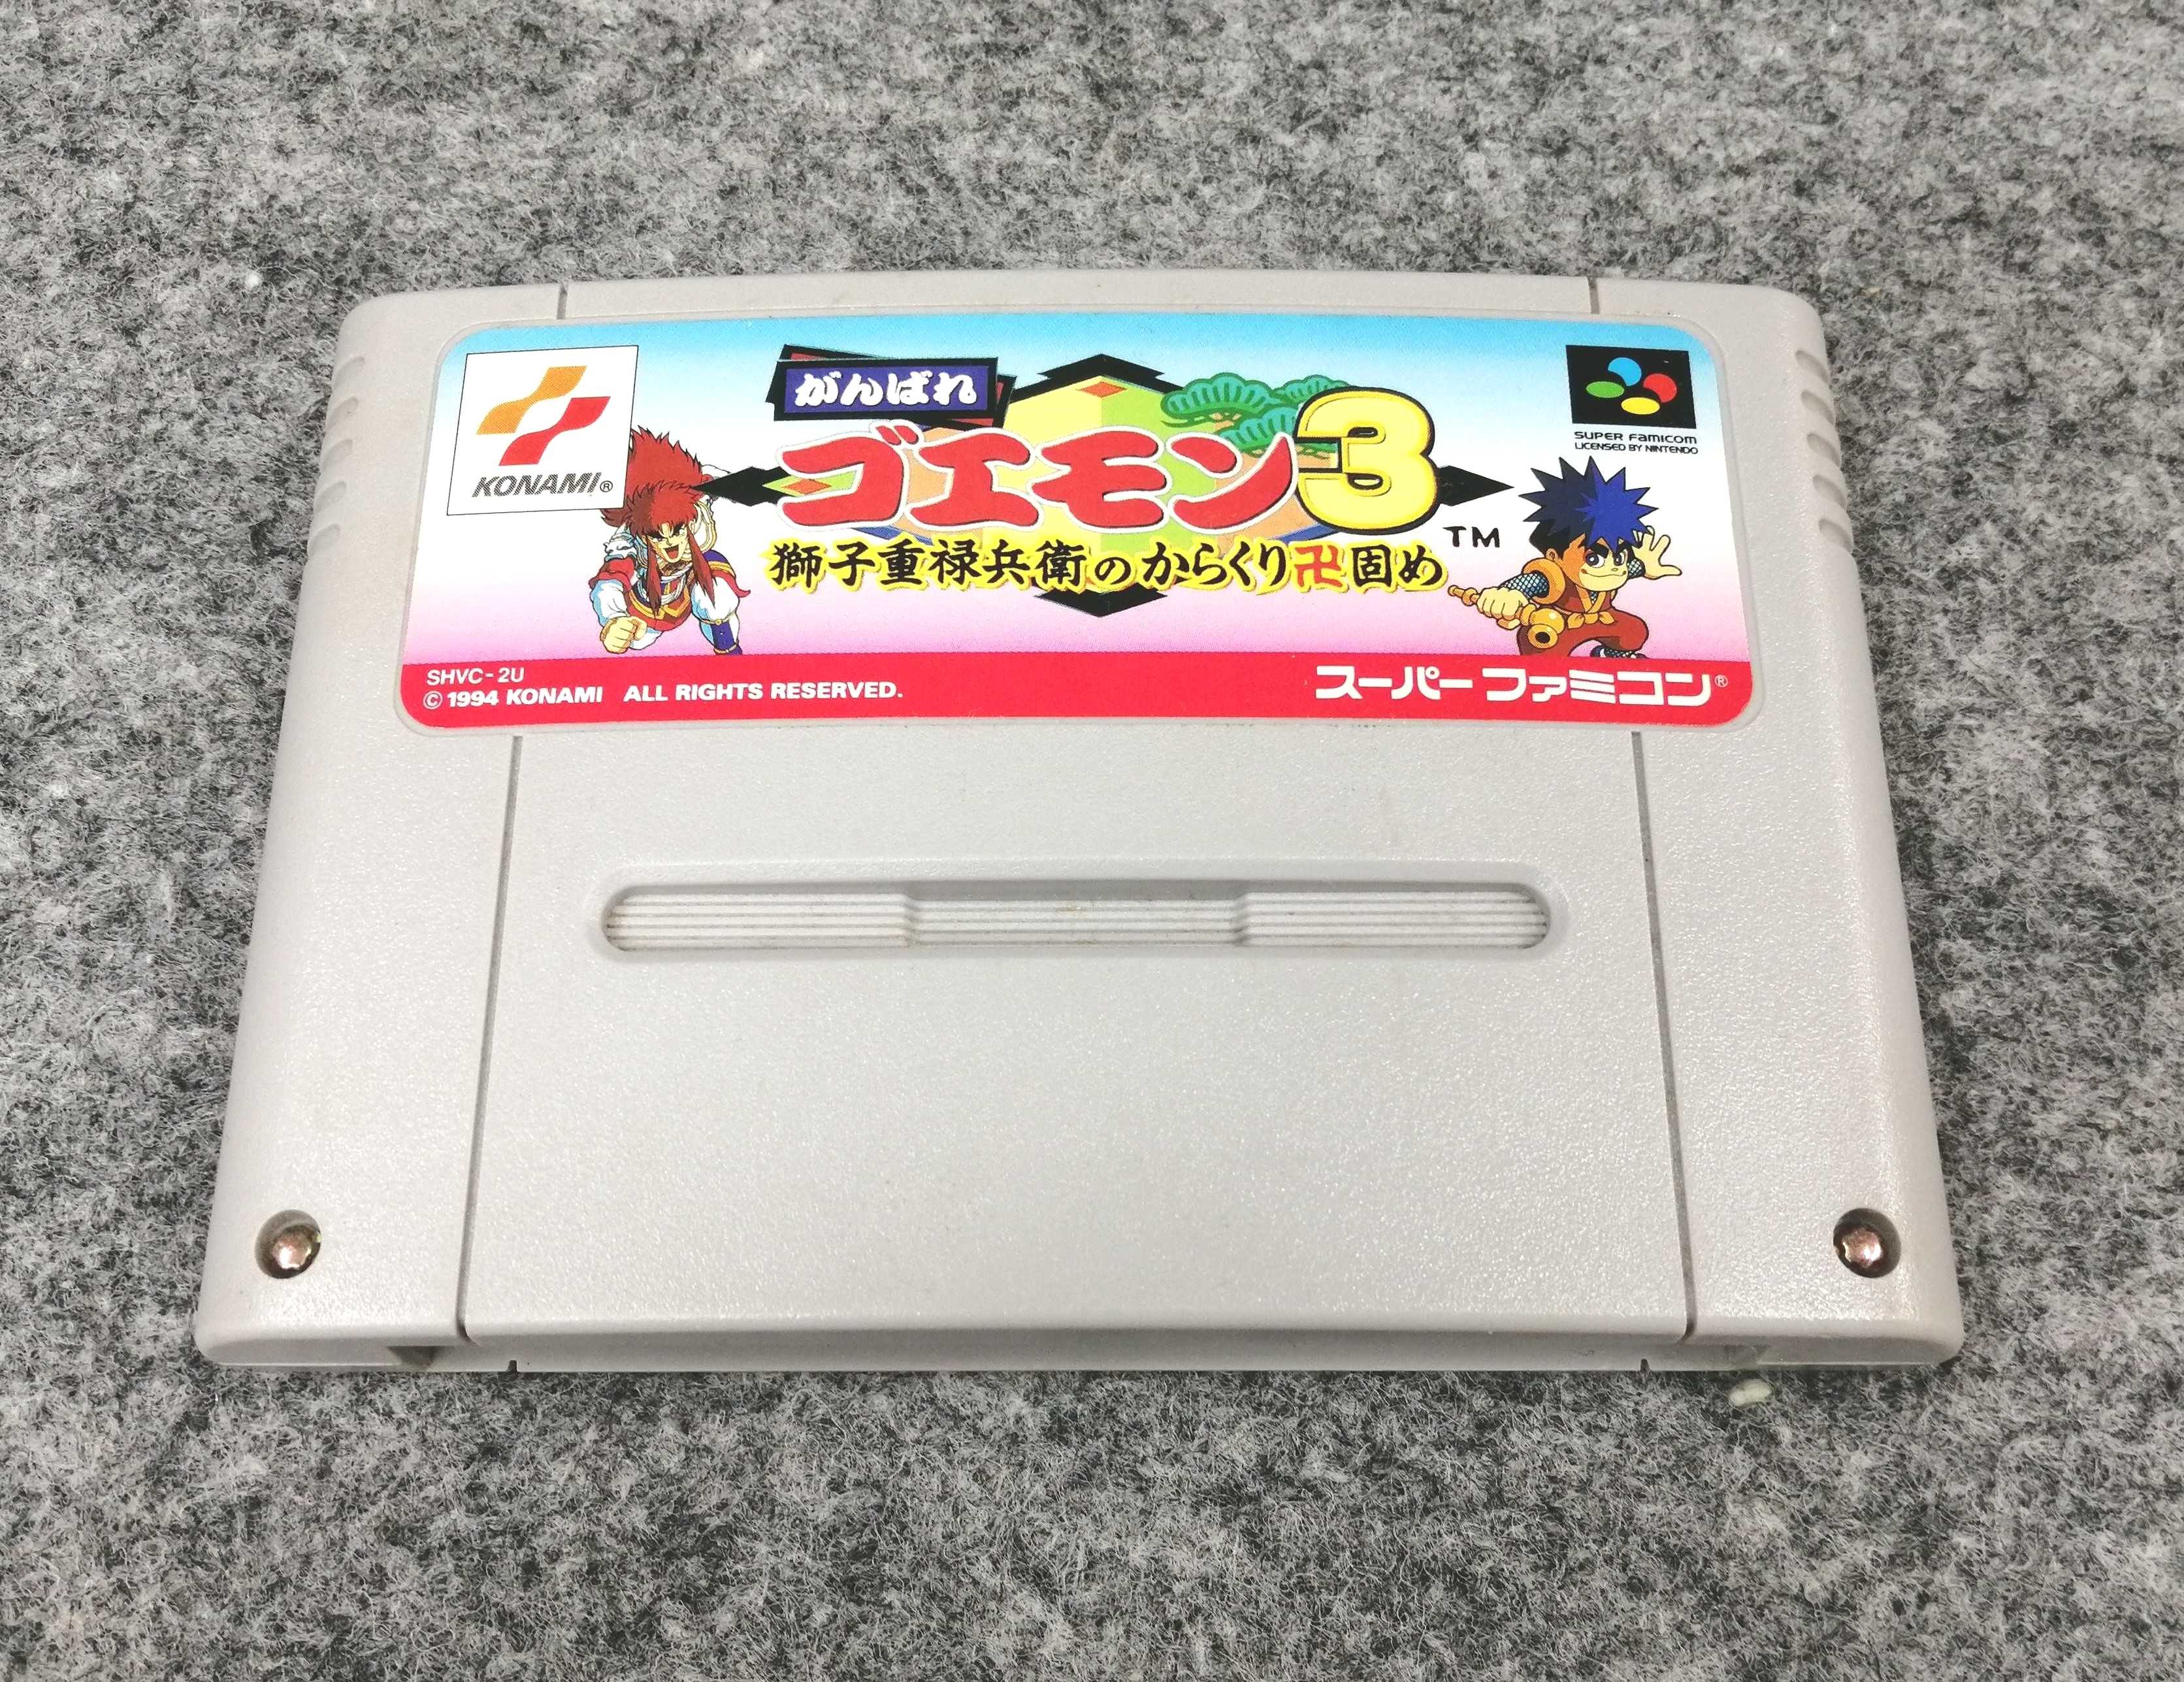 KONAMI®
がんばれ
ゴエモン3
TM
獅子重禄兵衛のからくり卍固め
SUPER FAMICOM
LICENSED BY NINTENDO
SHVC-2U
© 1994 KONAMI ALL RIGHTS RESERVED.
スーパーファミコン®